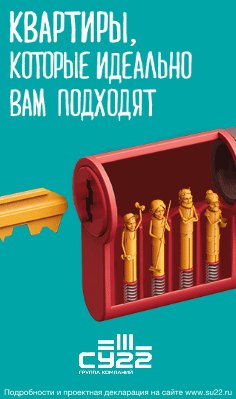 КВАРТИРЫ,
КОТОРЫЕ ИДЕАЛЬНО
ВАМ ПОДХОДЯТ
СУ22
ГРУППА КОМПАНИЙ
Подробности и проектная декларация на сайте www.su22.ru